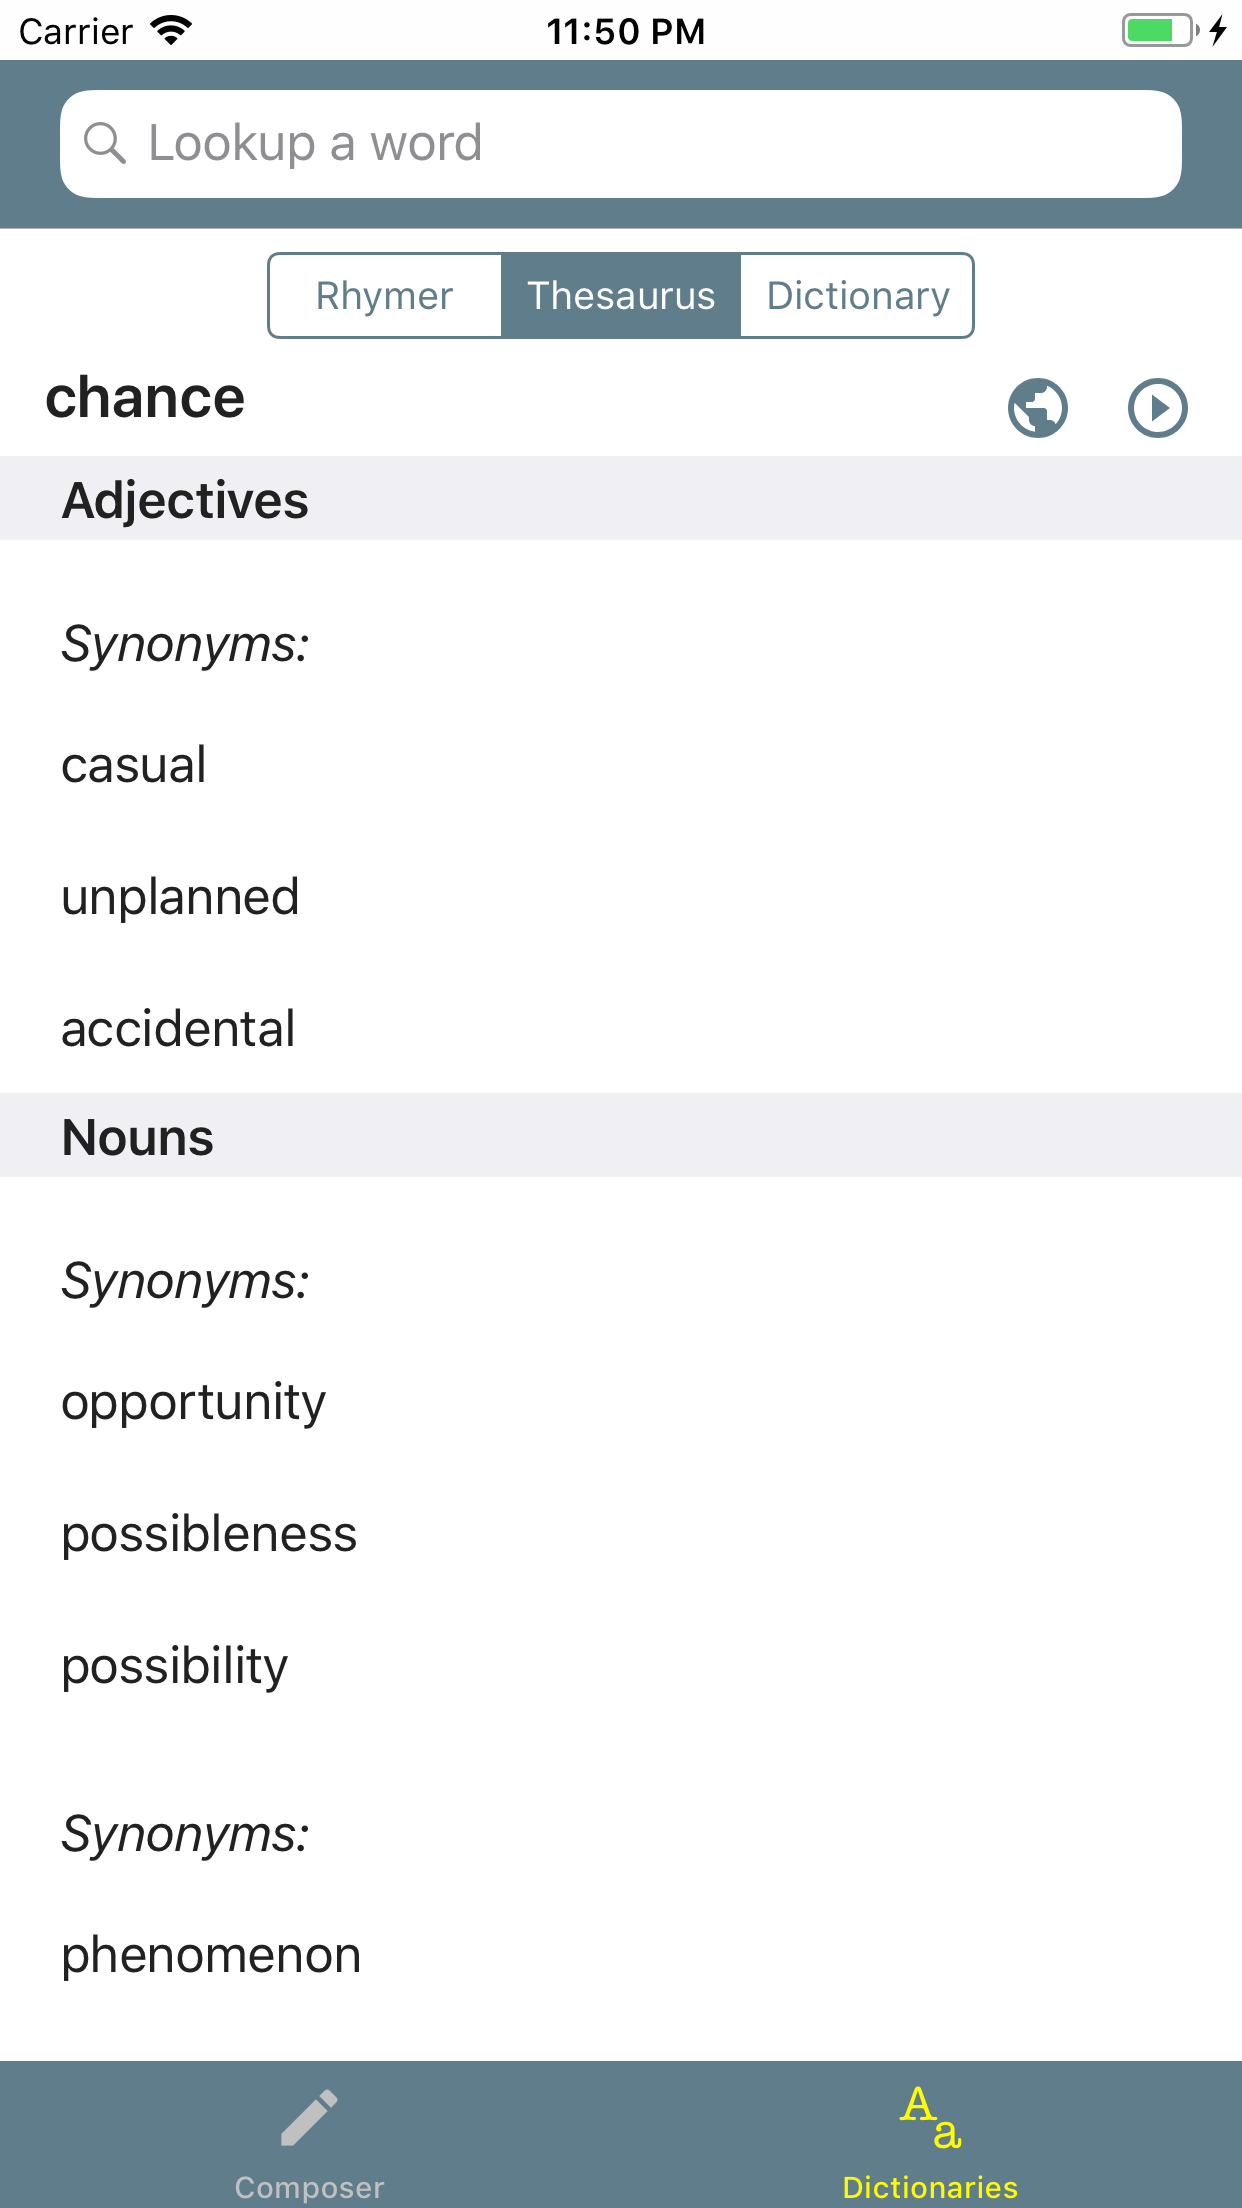 Carrier 11:50 PM
Lookup a word
Rhymer Thesaurus Dictionary
chance
Adjectives
Synonyms:
casual
unplanned
accidental
Nouns
Synonyms:
opportunity
possibleness
possibility
Synonyms:
phenomenon
Aa
Composer Dictionaries